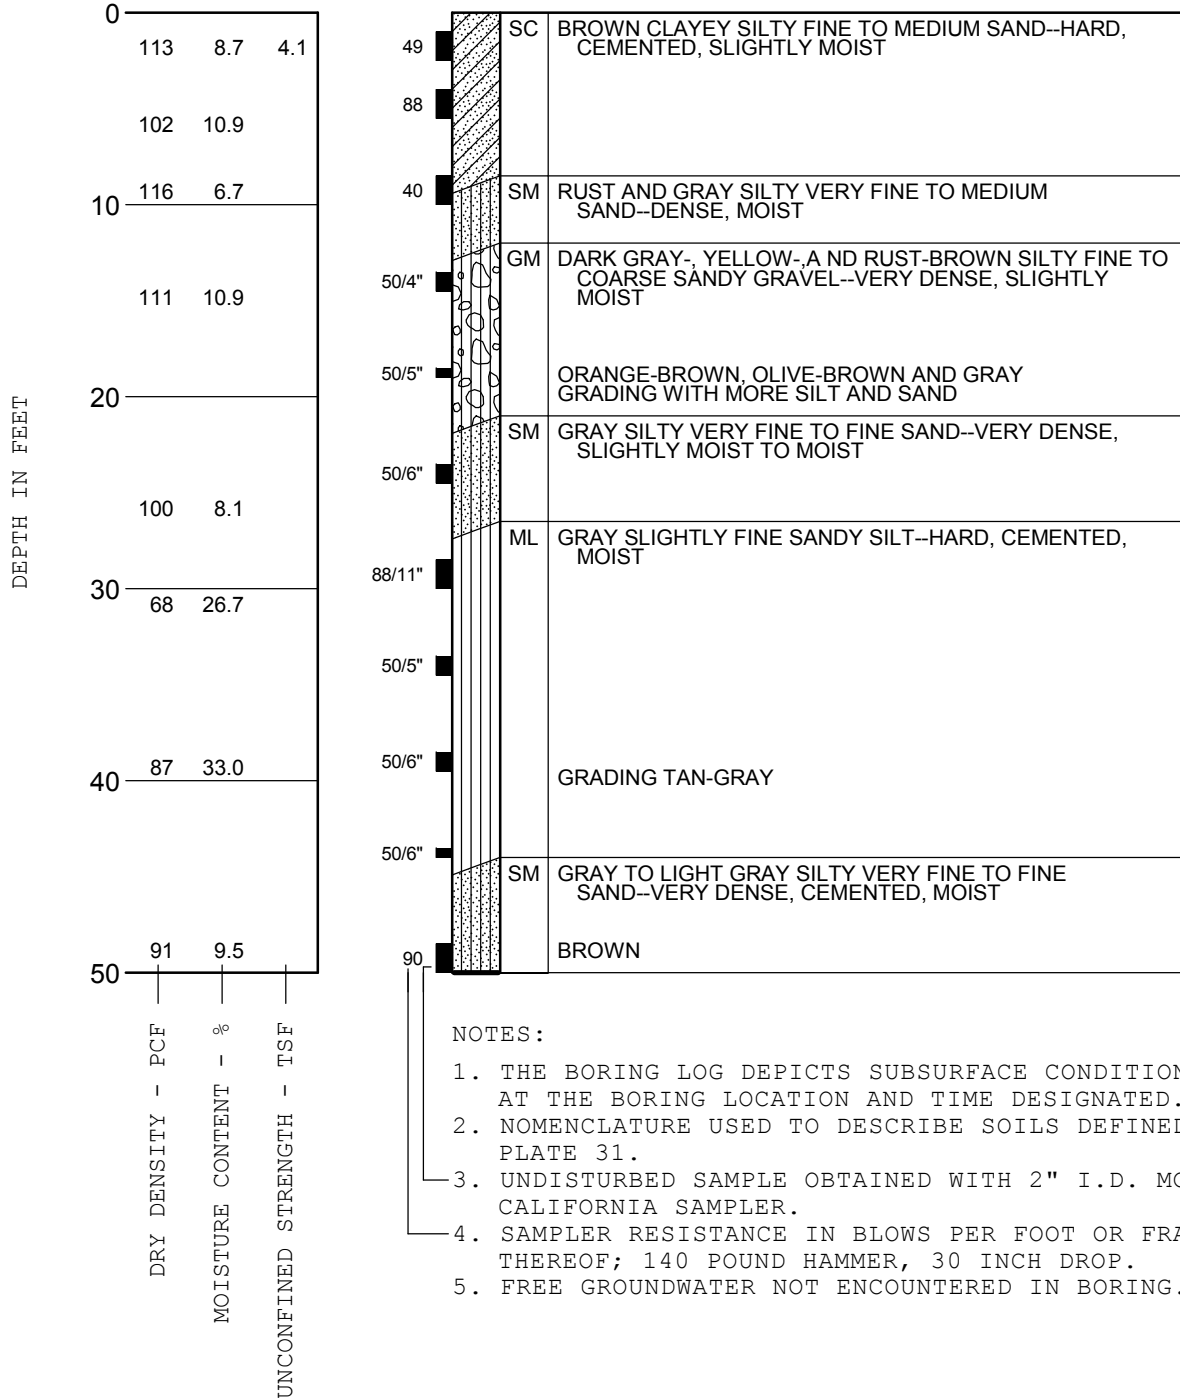 DEPTH IN FEET
0
113 8.7 4.1
102 10.9
116 6.7
10
111 10.9
20
100 8.1
30
68 26.7
87 33.0
40
91 9.5
50
DRY DENSITY - PCF
MOISTURE CONTENT - %
UNCONFINED STRENGTH - TSF
49
88
40
50/4"
50/5"
50/6"
88/11"
50/5"
50/6"
50/6"
90
SC BROWN CLAYEY SILTY FINE TO MEDIUM SAND--HARD,
CEMENTED, SLIGHTLY MOIST
SM RUST AND GRAY SILTY VERY FINE TO MEDIUM
SAND--DENSE, MOIST
GM DARK GRAY-, YELLOW-,A ND RUST-BROWN SILTY FINE TO
COARSE SANDY GRAVEL--VERY DENSE, SLIGHTLY
MOIST
ORANGE-BROWN, OLIVE-BROWN AND GRAY
GRADING WITH MORE SILT AND SAND
SM GRAY SILTY VERY FINE TO FINE SAND--VERY DENSE,
SLIGHTLY MOIST TO MOIST
ML GRAY SLIGHTLY FINE SANDY SILT--HARD, CEMENTED,
MOIST
GRADING TAN-GRAY
SM GRAY TO LIGHT GRAY SILTY VERY FINE TO FINE
SAND--VERY DENSE, CEMENTED, MOIST
BROWN
NOTES:
1. THE BORING LOG DEPICTS SUBSURFACE CONDITION
AT THE BORING LOCATION AND TIME DESIGNATED.
2. NOMENCLATURE USED TO DESCRIBE SOILS DEFINED
PLATE 31.
3. UNDISTURBED SAMPLE OBTAINED WITH 2" I.D. MO
CALIFORNIA SAMPLER.
4. SAMPLER RESISTANCE IN BLOWS PER FOOT OR FRA
THEREOF; 140 POUND HAMMER, 30 INCH DROP.
5. FREE GROUNDWATER NOT ENCOUNTERED IN BORING.